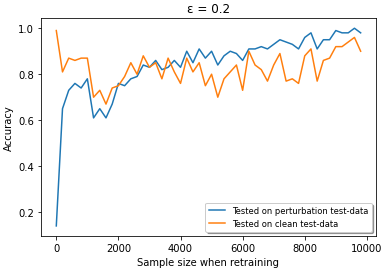 ε = 0.2
1.0
0.8
0.6
0.4
0.2
Accuracy
0 2000 4000 6000 8000 10000
Sample size when retraining
Tested on perturbation test-data
Tested on clean test-data